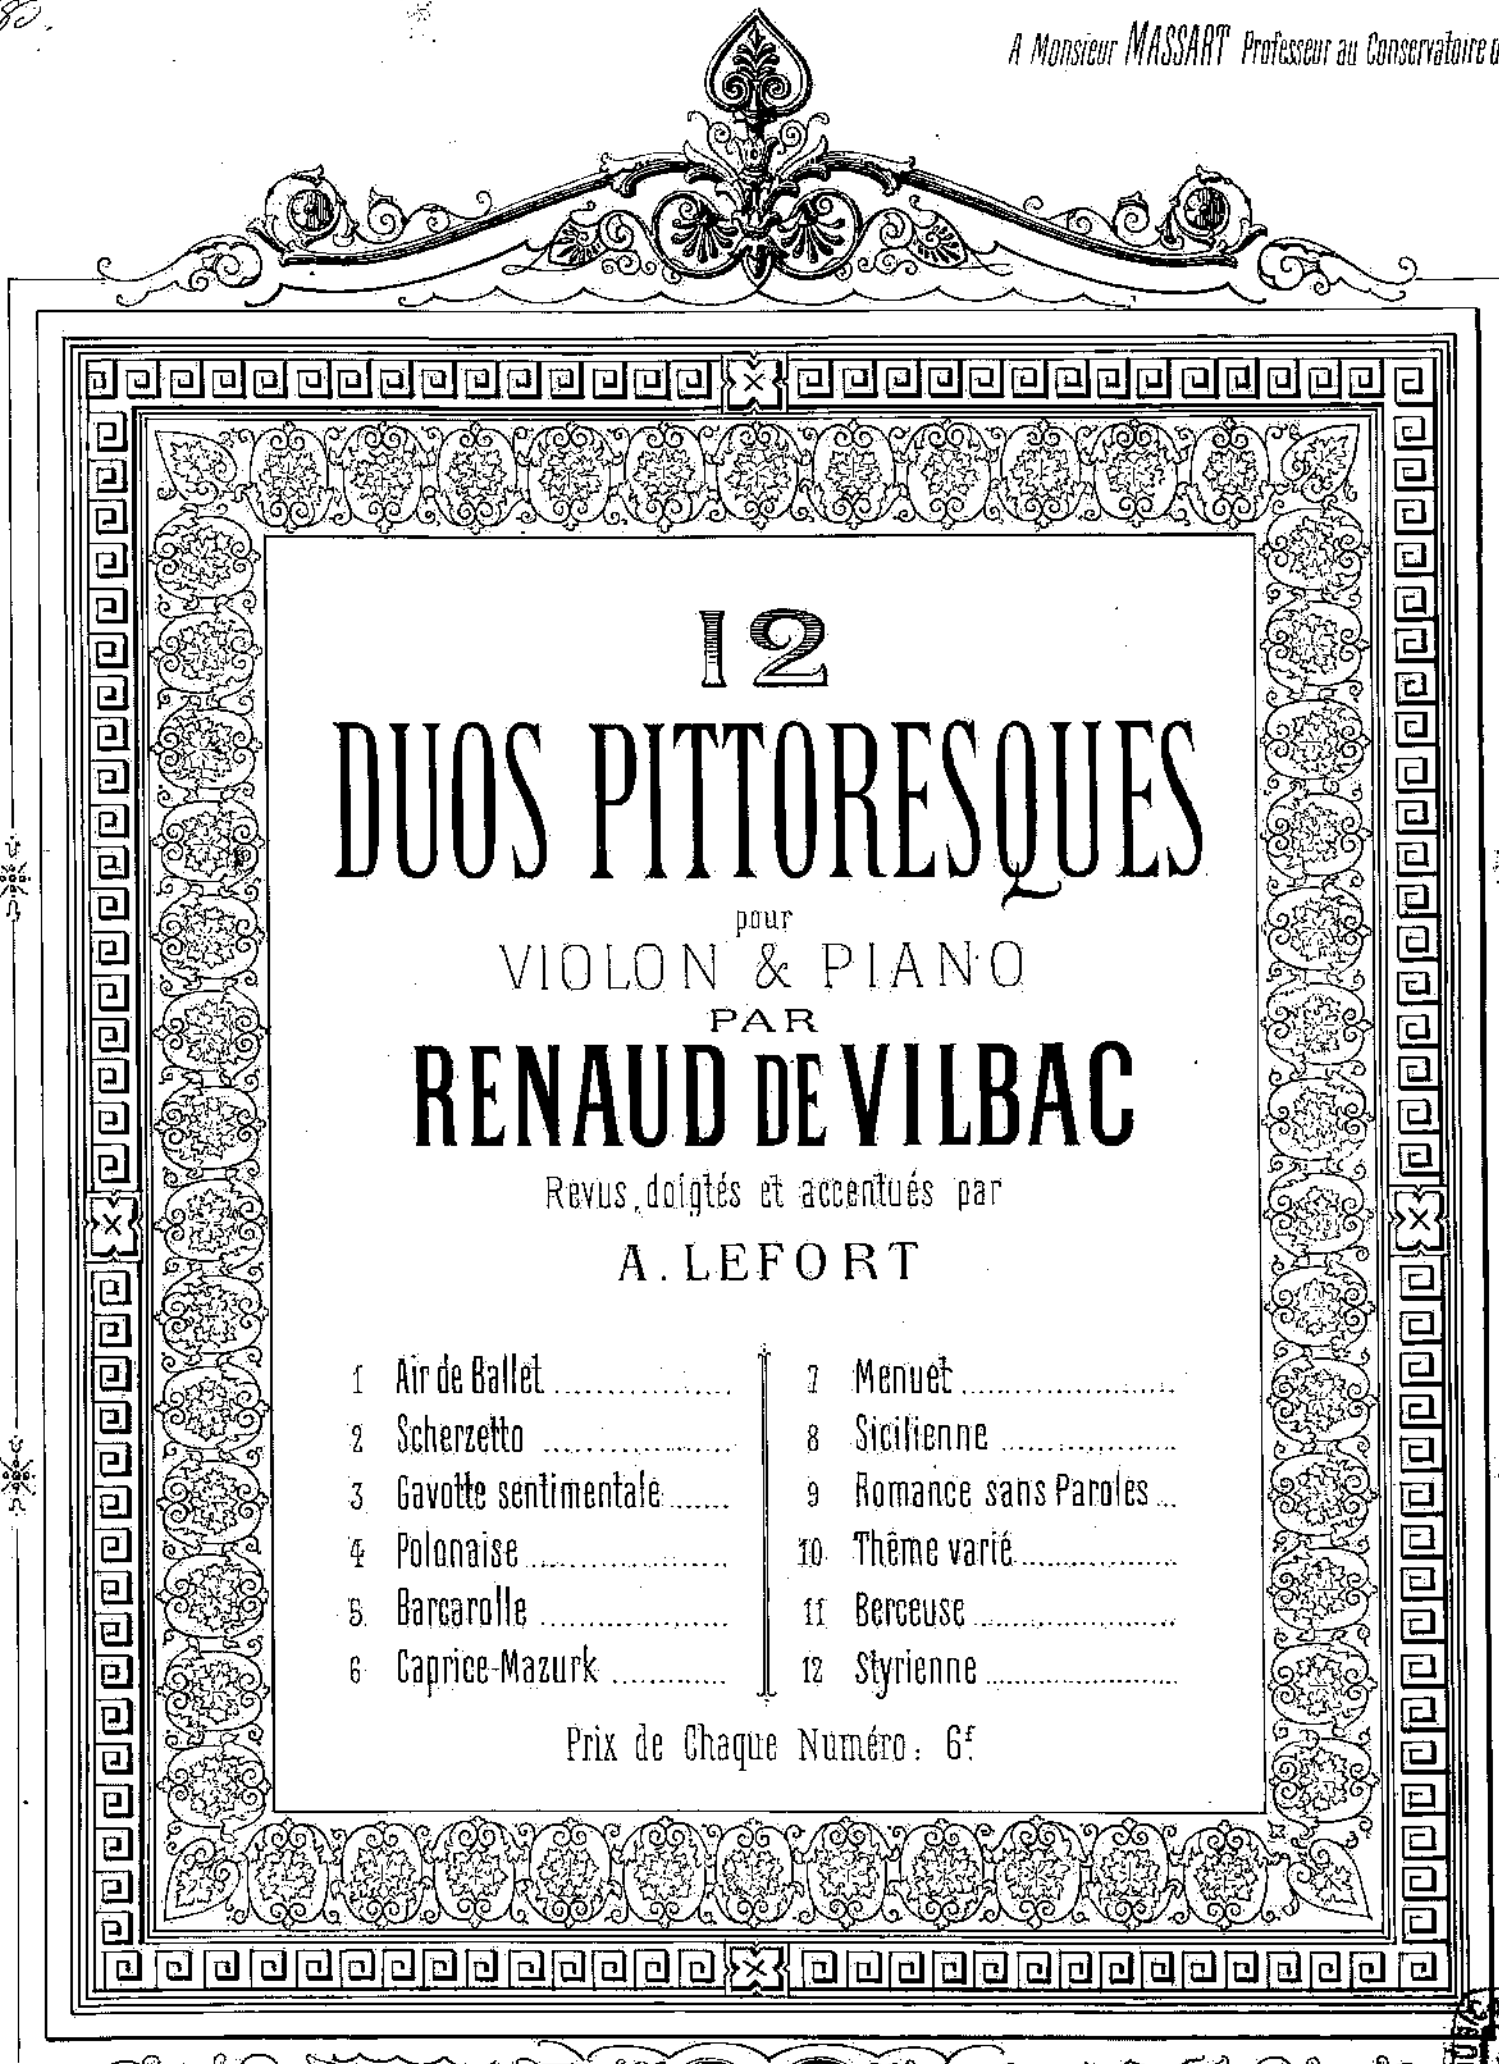 A Monsieur MASSART Professeur au Conservatoire d
12
DUOS PITTORESQUES
pour
VIOLON & PIANO
PAR
RENAUD DE VILBAC
Revus, doigtés et accentués par
A. LEFORT
1 Air de Ballet
2 Scherzetto
3 Gavotte sentimentale
4 Polonaise
5 Barcarolle
6 Caprice-Mazurk
7 Menuet
8 Sicilienne
9 Romance sans Paroles
10 Thême varié
11 Berceuse
12 Styrienne
Prix de Chaque Numéro: 6f.